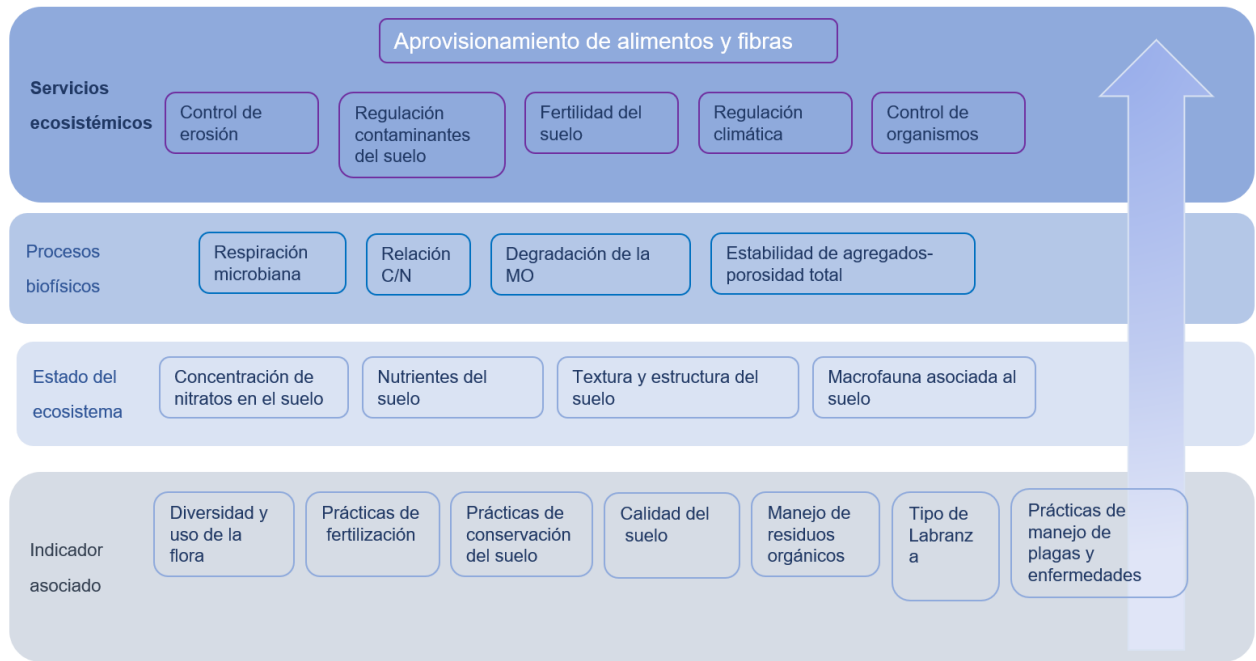 Aprovisionamiento de alimentos y fibras
Servicios
ecosistémicos
Control de
erosión
Regulación
contaminantes
del suelo
Fertilidad del
suelo
Regulación
climática
Control de
organismos
Procesos
biofísicos
Respiración
microbiana
Relación
C/N
Degradación de la
MO
Estabilidad de agregados-
porosidad total
Estado del
ecosistema
Concentración de
nitratos en el suelo
Nutrientes del
suelo
Textura y estructura del
suelo
Macrofauna asociada al
suelo
Indicador
asociado
Diversidad y
uso de la
flora
Prácticas de
fertilización
Prácticas de
conservación
del suelo
Calidad del
suelo
Manejo de
residuos
orgánicos
Tipo de
Labranz
a
Prácticas de
manejo de
plagas y
enfermedades